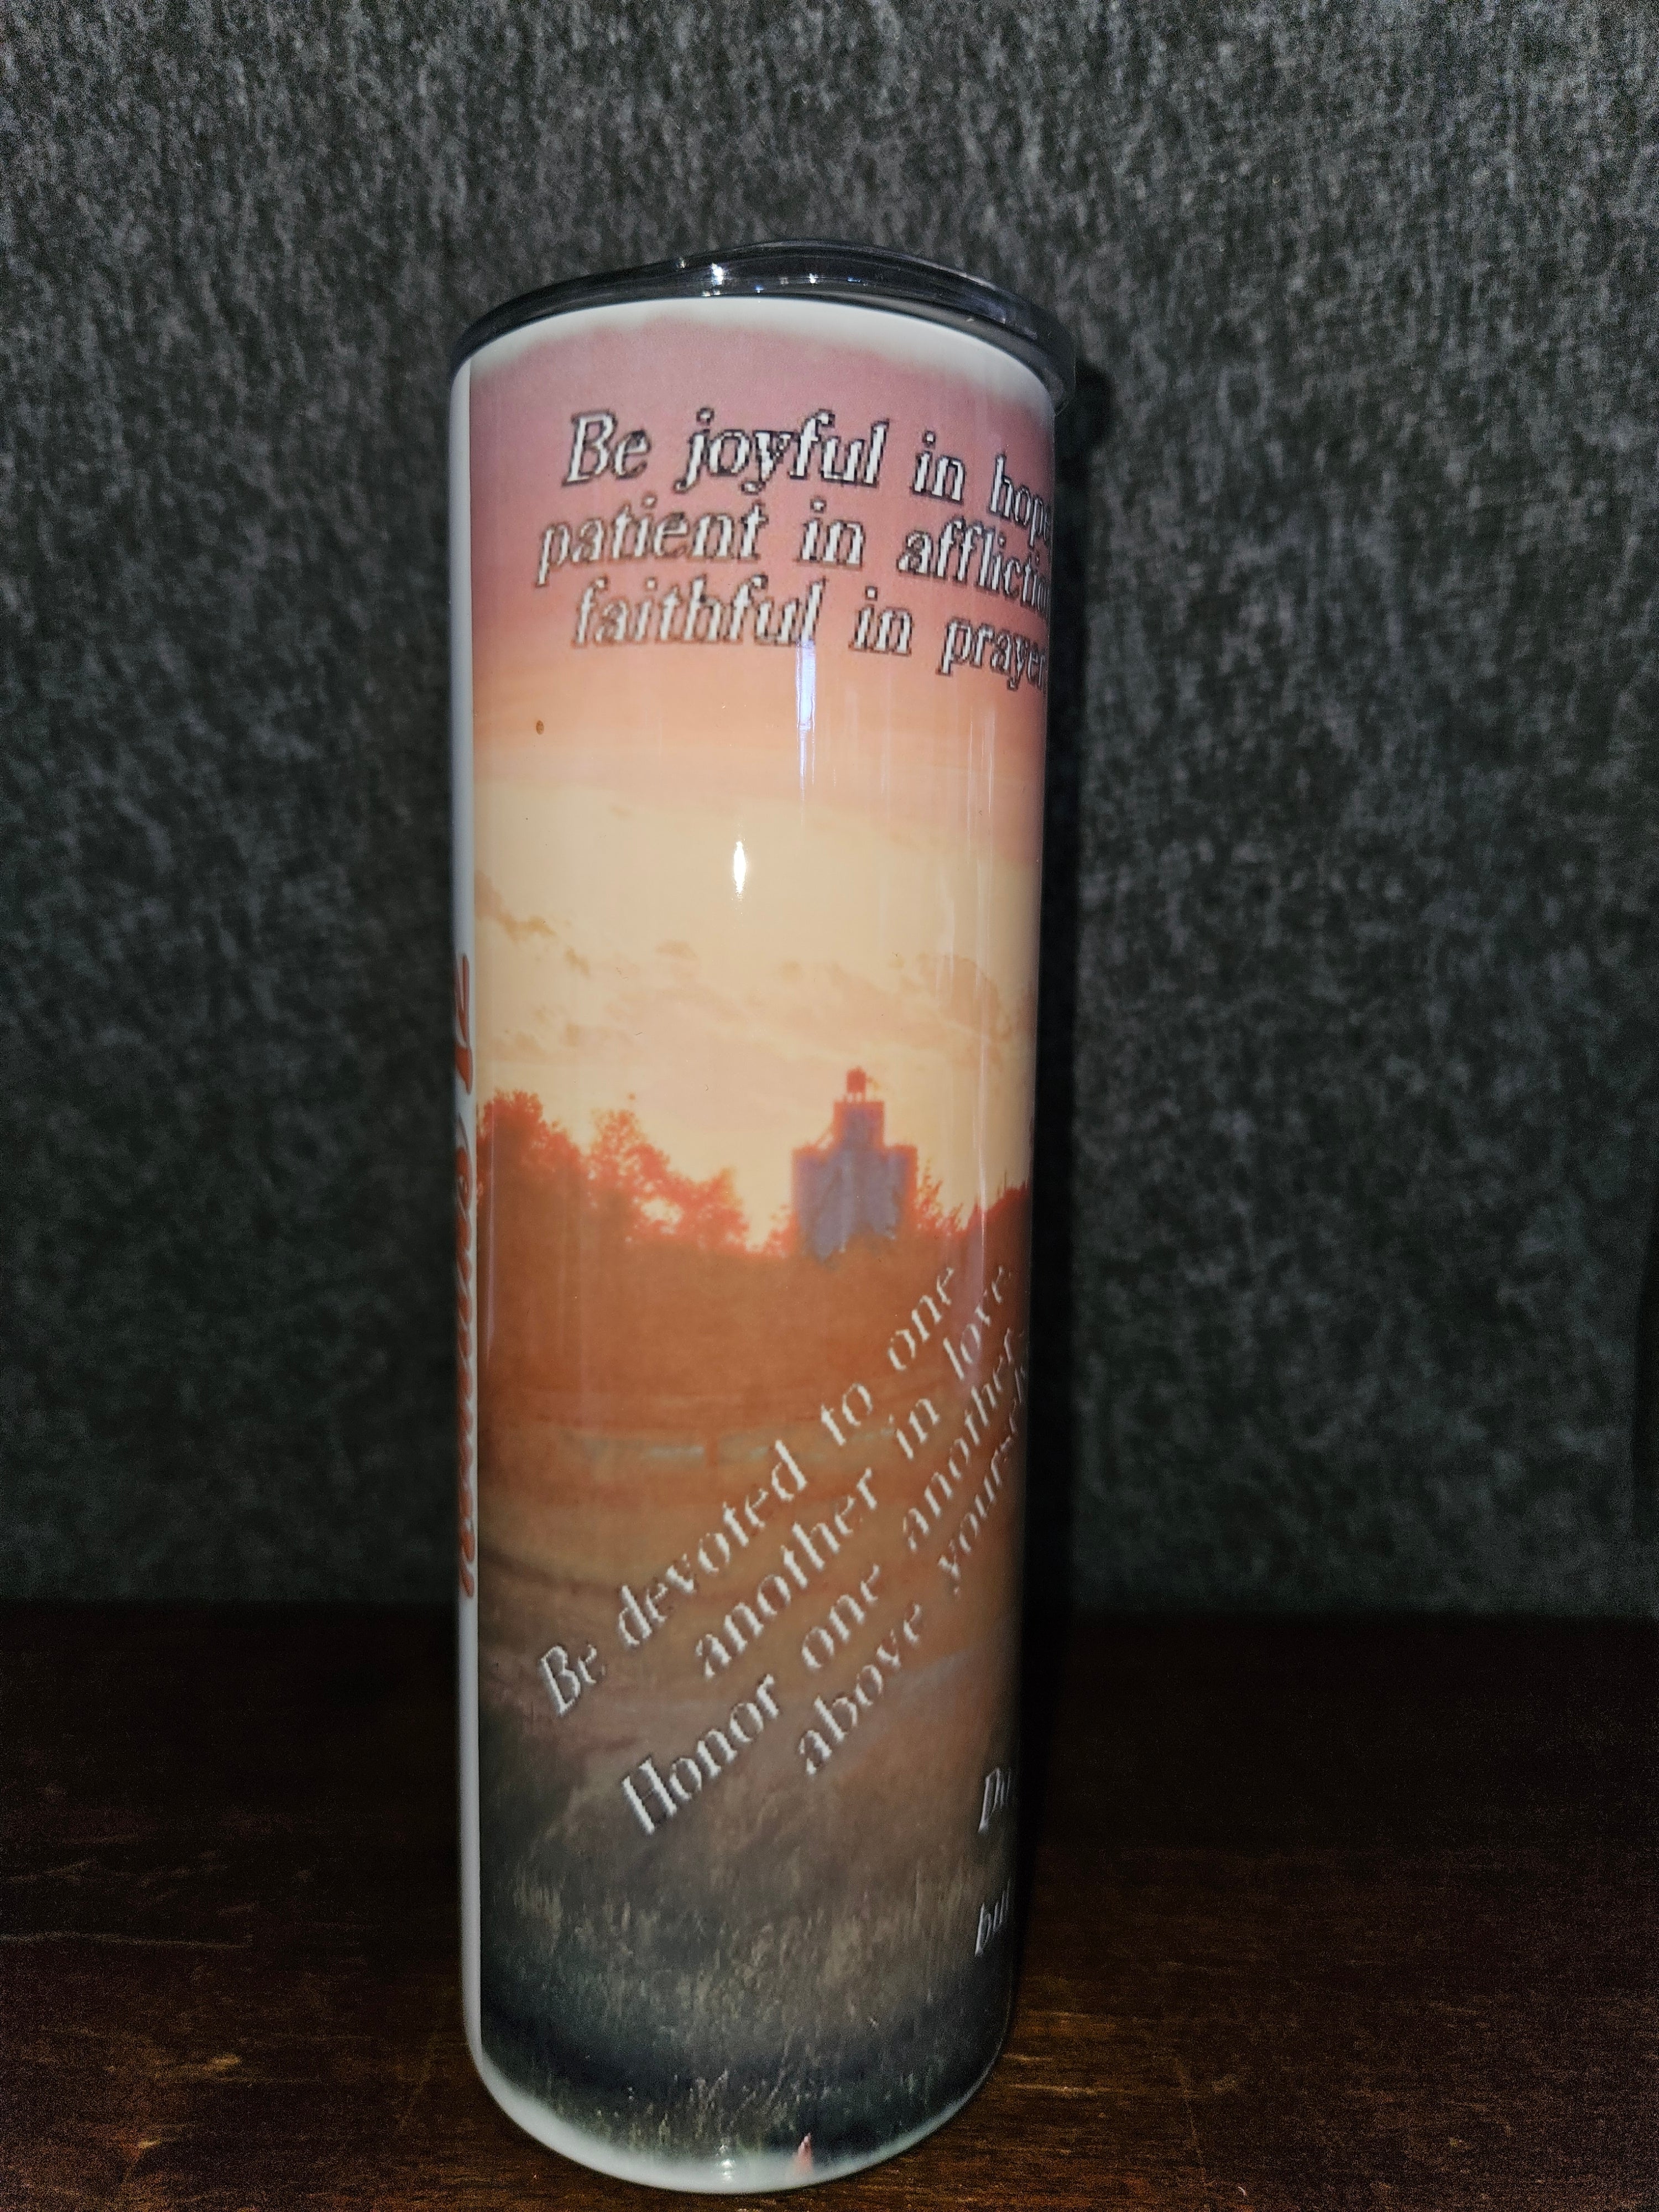 Be joyful in hope
patient in affliction
faithful in prayer
Be devoted to one
another in love
Honor one another
above